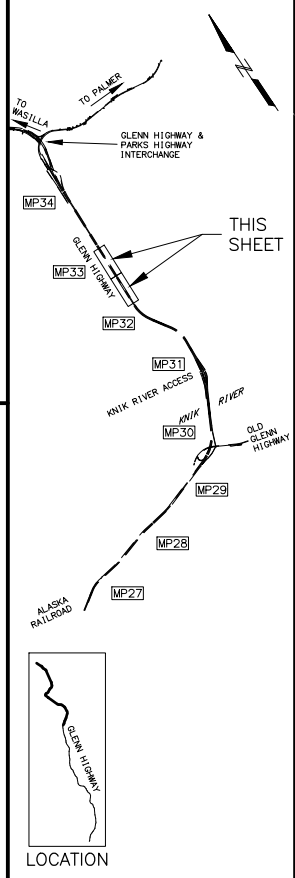 N
TO
WASILLA
TO PALMER
GLENN HIGHWAY &
PARKS HIGHWAY
INTERCHANGE
MP34
THIS
SHEET
GLENN HIGHWAY
MP33
MP32
MP31
KNIK RIVER ACCESS
KNIK RIVER
MP30
OLD
GLENN
HIGHWAY
MP29
MP28
MP27
ALASKA
RAILROAD
GLENN HIGHWAY
LOCATION